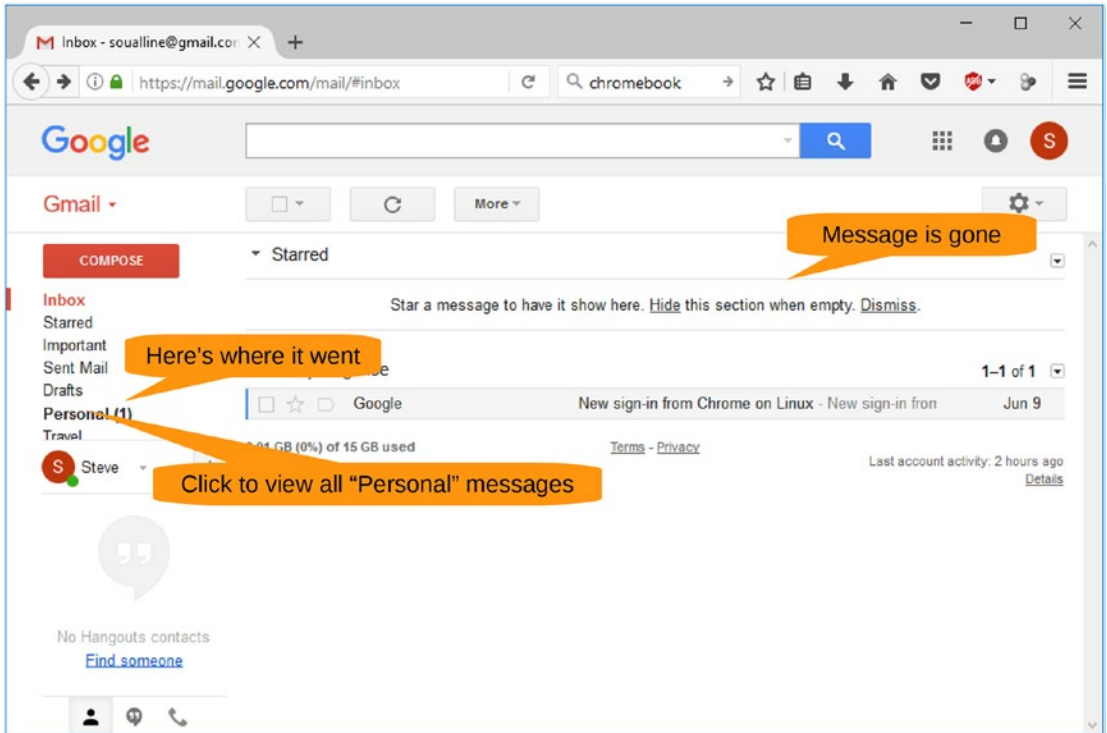 Inbox - soualline@gmail.com
https://mail.google.com/mail/#inbox
chromebook
ABP
Google
S
Gmail
More
Message is gone
COMPOSE
Starred
Inbox
Star a message to have it show here. Hide this section when empty. Dismiss.
Starred
Important
Here's where it went
Sent Mail
1–1 of 1
Drafts
Personal (1)
Google
New sign-in from Chrome on Linux - New sign-in from
Jun 9
Travel
GB (0%) of 15 GB used
Terms - Privacy
S
Steve
Last account activity: 2 hours ago
Click to view all “Personal” messages
Details
No Hangouts contacts
Find someone